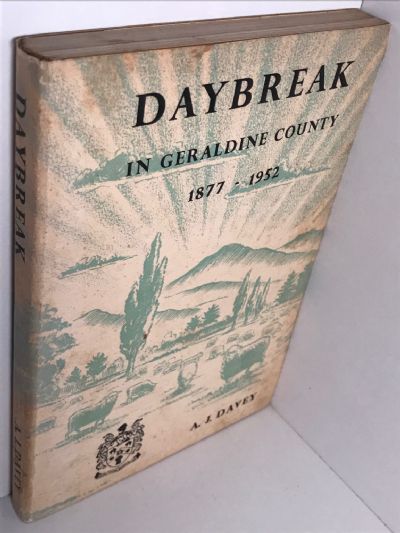 DAYBREAK
IN GERALDINE COUNTY
1877 - 1952
A. J. DAVEY
DAYBREAK
A. J. DAVEY